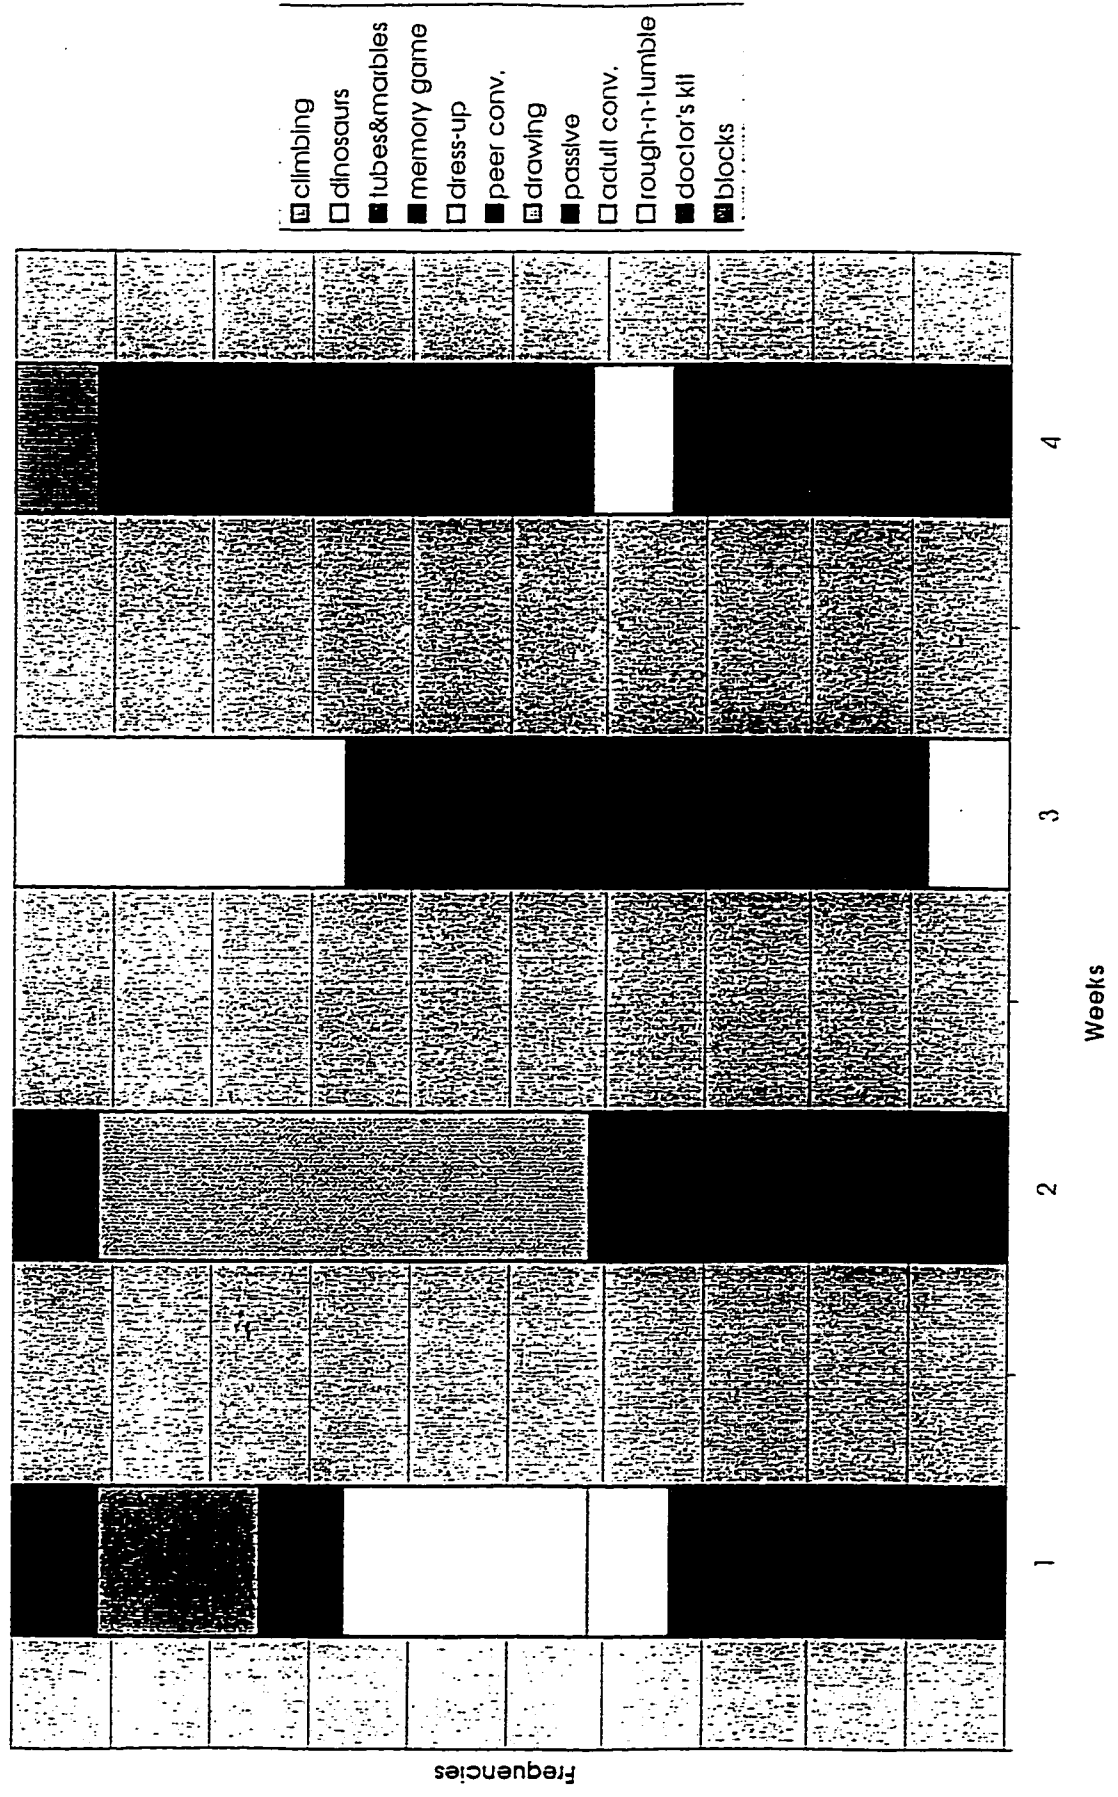 climbing
dinosaurs
tubes&marbles
memory game
dress-up
peer conv.
drawing
passive
adult conv.
rough-n-tumble
doctor's kit
blocks
Frequencies
1
2
3
4
Weeks